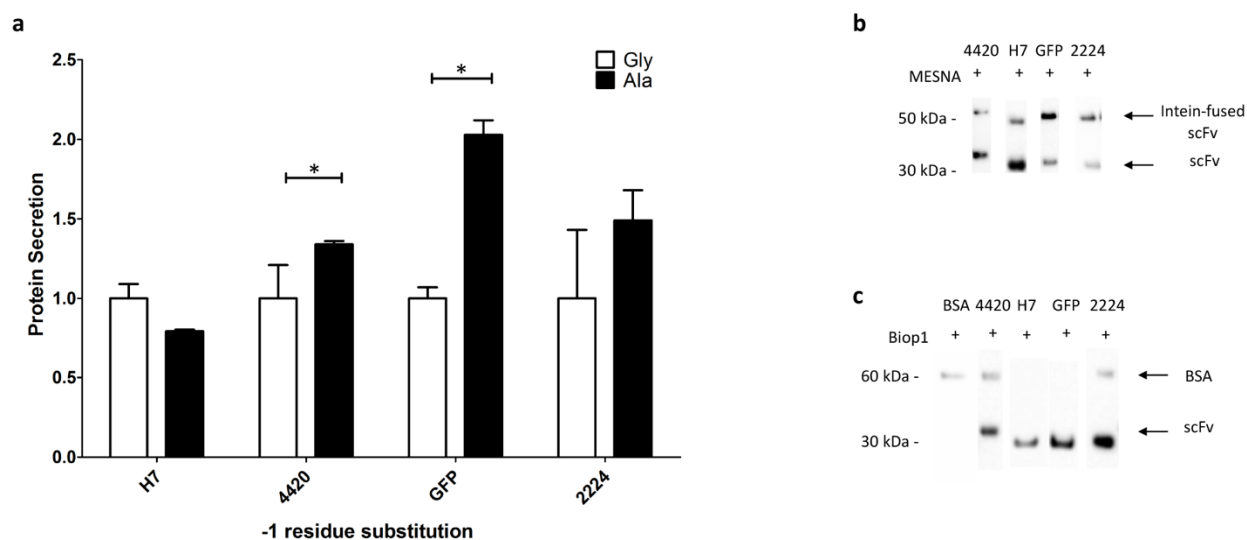 a
2.5
2.0
1.5
1.0
0.5
0.0
Protein Secretion
* *
Gly
Ala
H7 4420 GFP 2224
-1 residue substitution
b
4420 H7 GFP 2224
MESNA + + + +
50 kDa -
30 kDa -
Intein-fused
scFv
scFv
c
BSA 4420 H7 GFP 2224
Biop1 + + + + +
60 kDa -
30 kDa -
BSA
scFv